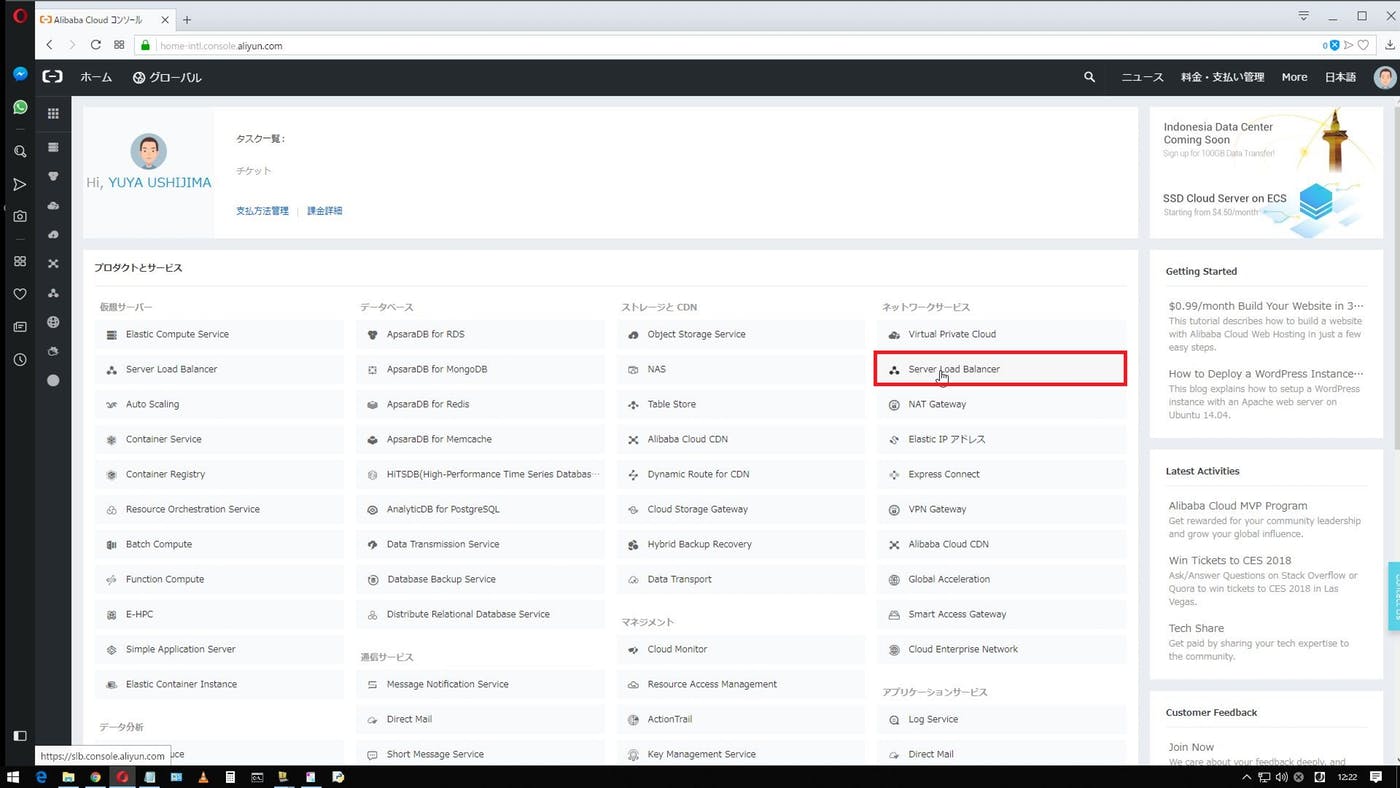 Alibaba Cloud コンソール
home-intl.console.aliyun.com
0
ホーム
グローバル
ニュース
料金・支払い管理
More
日本語
Hi, YUYA USHIJIMA
タスク一覧:
チケット
支払方法管理 | 課金詳細
Indonesia Data Center
Coming Soon
Sign up for 100GB Data Transfer!
SSD Cloud Server on ECS
Starting from $4.50/month*
プロダクトとサービス
仮想サーバー
Elastic Compute Service
Server Load Balancer
Auto Scaling
Container Service
Container Registry
Resource Orchestration Service
Batch Compute
Function Compute
E-HPC
Simple Application Server
Elastic Container Instance
データ分析
データベース
ApsaraDB for RDS
ApsaraDB for MongoDB
ApsaraDB for Redis
ApsaraDB for Memcache
HiTSDB(High-Performance Time Series Databas···
AnalyticDB for PostgreSQL
Data Transmission Service
Database Backup Service
Distribute Relational Database Service
通信サービス
Message Notification Service
Direct Mail
Short Message Service
ストレージと CDN
Object Storage Service
NAS
Table Store
Alibaba Cloud CDN
Dynamic Route for CDN
Cloud Storage Gateway
Hybrid Backup Recovery
Data Transport
マネジメント
Cloud Monitor
Resource Access Management
ActionTrail
Key Management Service
ネットワークサービス
Virtual Private Cloud
Server Load Balancer
NAT Gateway
Elastic IP アドレス
Express Connect
VPN Gateway
Alibaba Cloud CDN
Global Acceleration
Smart Access Gateway
Cloud Enterprise Network
アプリケーションサービス
Log Service
Direct Mail
Getting Started
$0.99/month Build Your Website in 3···
This tutorial describes how to build a website
with Alibaba Cloud Web Hosting in just a few
easy steps.
How to Deploy a WordPress Instance···
This blog explains how to setup a WordPress
instance with an Apache web server on
Ubuntu 14.04.
Latest Activities
Alibaba Cloud MVP Program
Get rewarded for your community leadership
and grow your global influence.
Win Tickets to CES 2018
Ask/Answer Questions on Stack Overflow or
Quora to win tickets to CES 2018 in Las
Vegas.
Tech Share
Get paid by sharing your tech expertise to
the community.
Customer Feedback
Join Now
We care about your feedback deeply, and
https://slb.console.aliyun.com
12:22